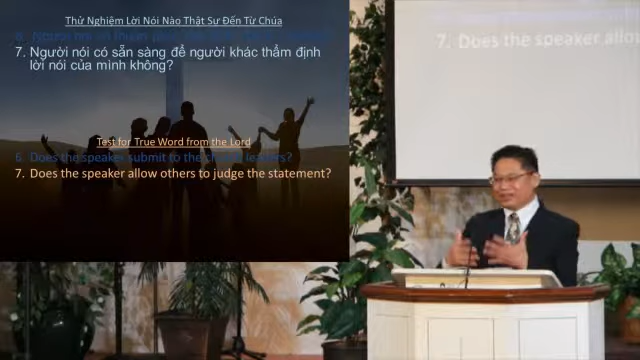 Thử Nghiệm Lời Nói Nào Thật Sự Đến Từ Chúa
7. Người nói có sẵn sàng để người khác thẩm định
lời nói của mình không?
Test for True Word from the Lord
6. Does the speaker submit to the church leaders?
7. Does the speaker allow others to judge the statement?
7. Does the speaker allow